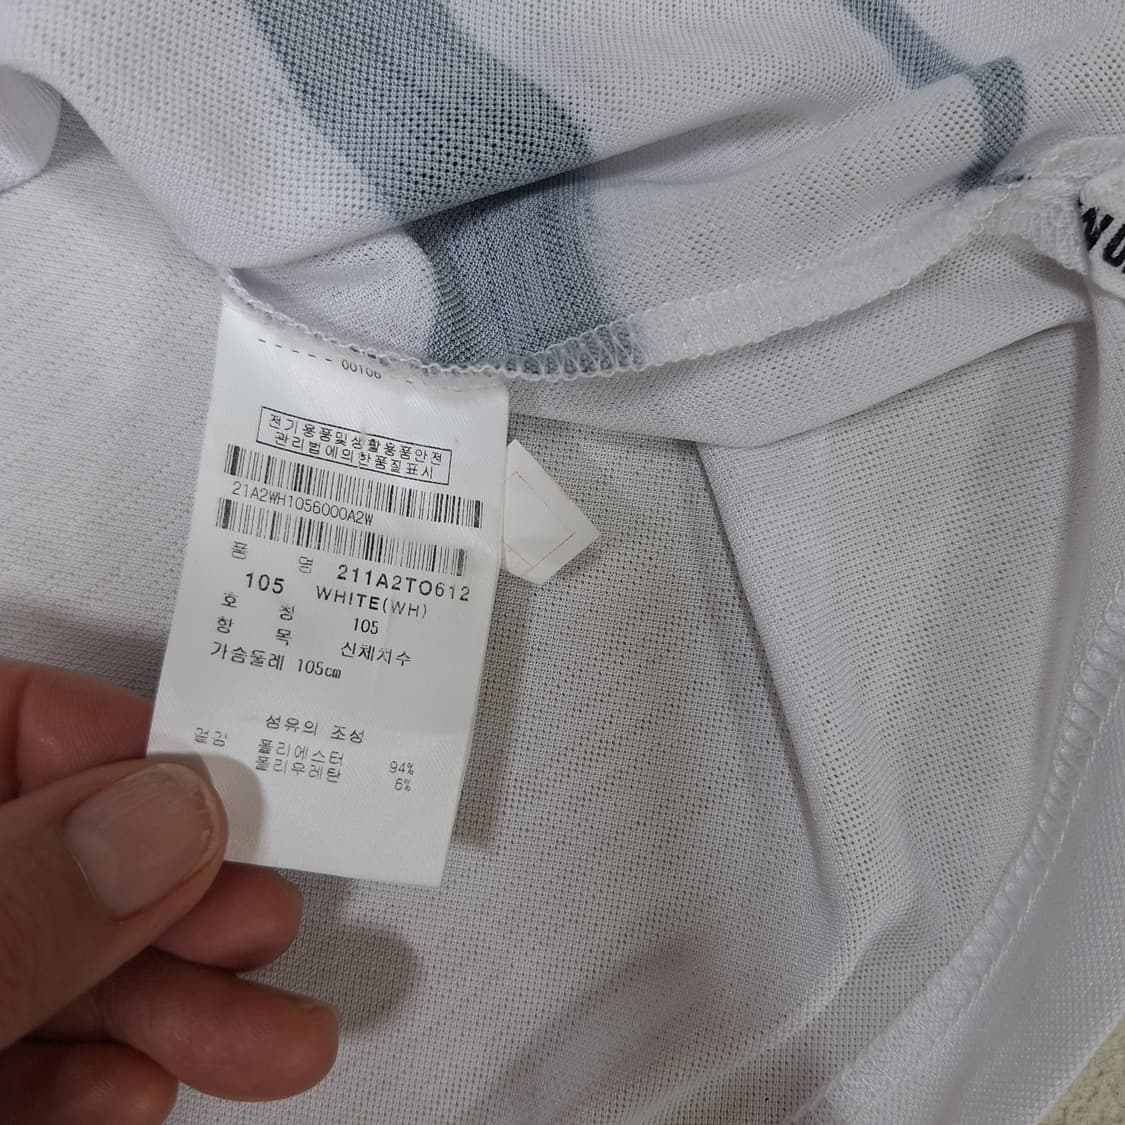 00106
전기용품및생활용품안전
관리법에의한품질표시
21A2WH1056000A2W
품 명 211A2TO612
105 WHITE(WH)
호 칭 105
항 목 신체치수
가슴둘레 105cm
섬유의 조성
겉감 폴리에스터 94%
폴리우레탄 6%